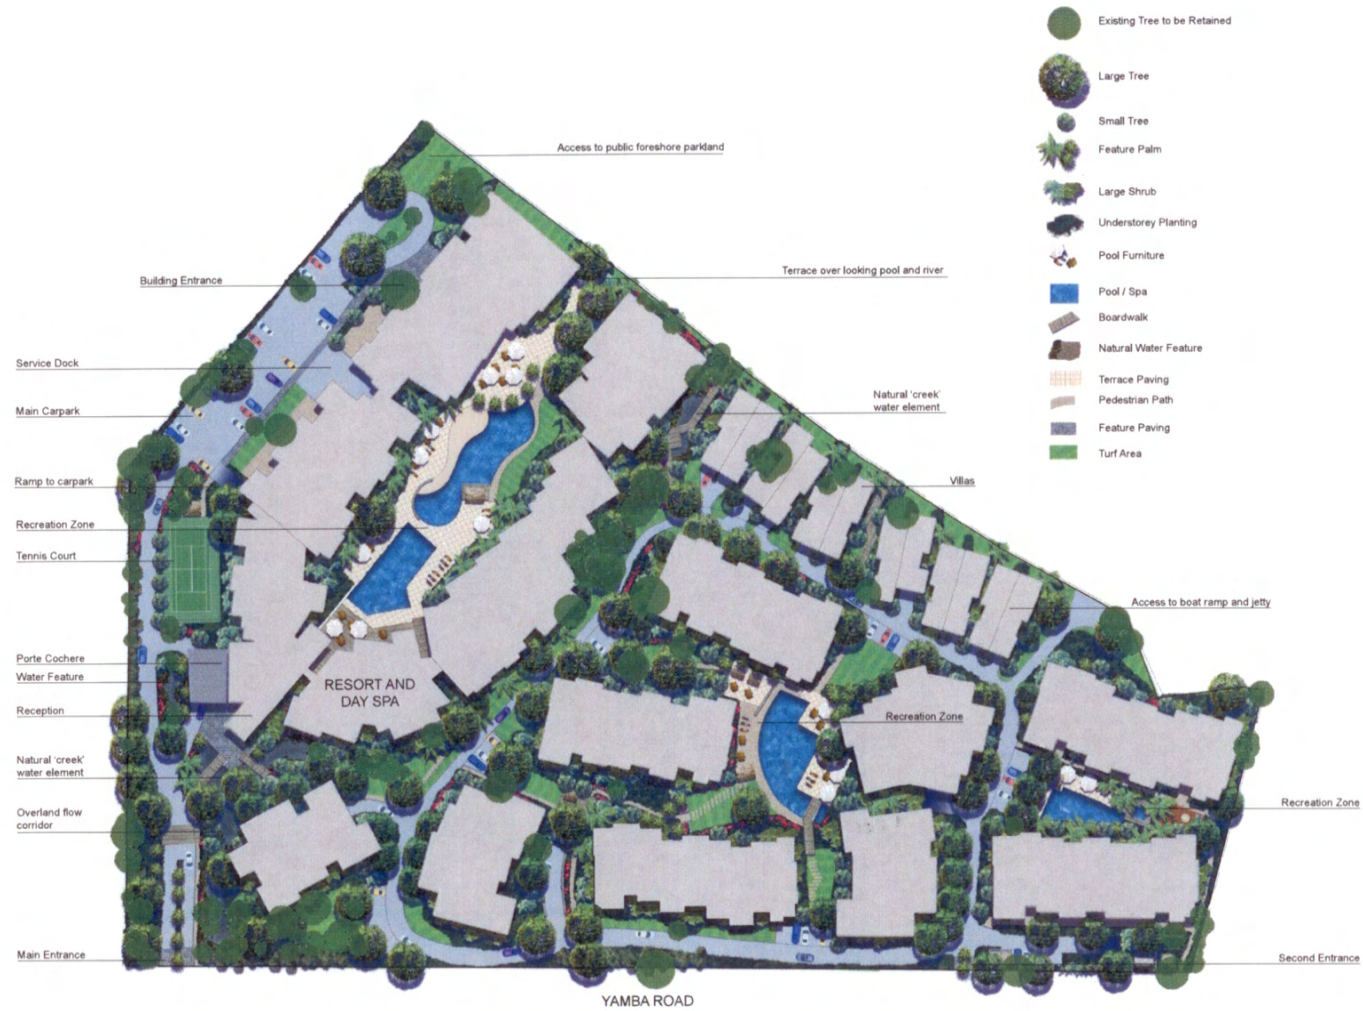 Existing Tree to be Retained
Large Tree
Small Tree
Feature Palm
Large Shrub
Understorey Planting
Pool Furniture
Pool / Spa
Boardwalk
Natural Water Feature
Terrace Paving
Pedestrian Path
Feature Paving
Turf Area
Access to public foreshore parkland
Building Entrance
Terrace over looking pool and river
Service Dock
Main Carpark
Natural 'creek'
water element
Ramp to carpark
Villas
Recreation Zone
Tennis Court
Access to boat ramp and jetty
Porte Cochere
Water Feature
RESORT AND
DAY SPA
Reception
Recreation Zone
Natural 'creek'
water element
Recreation Zone
Overland flow
corridor
Main Entrance
Second Entrance
YAMBA ROAD